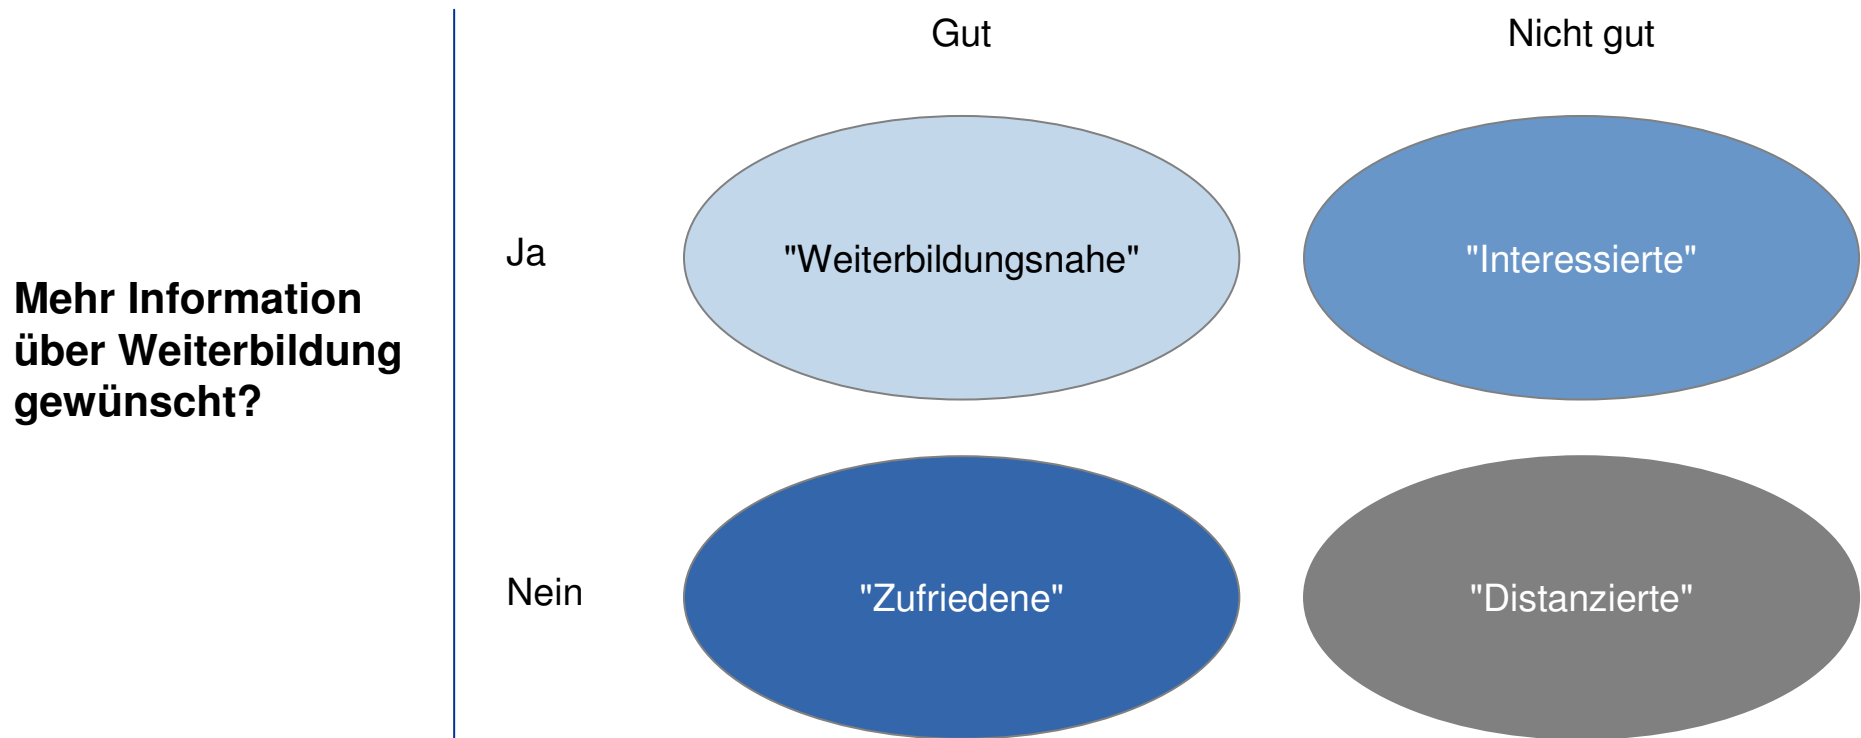 Gut
Nicht gut
Mehr Information
über Weiterbildung
gewünscht?
Ja
"Weiterbildungsnahe"
"Interessierte"
Nein
"Zufriedene"
"Distanzierte"